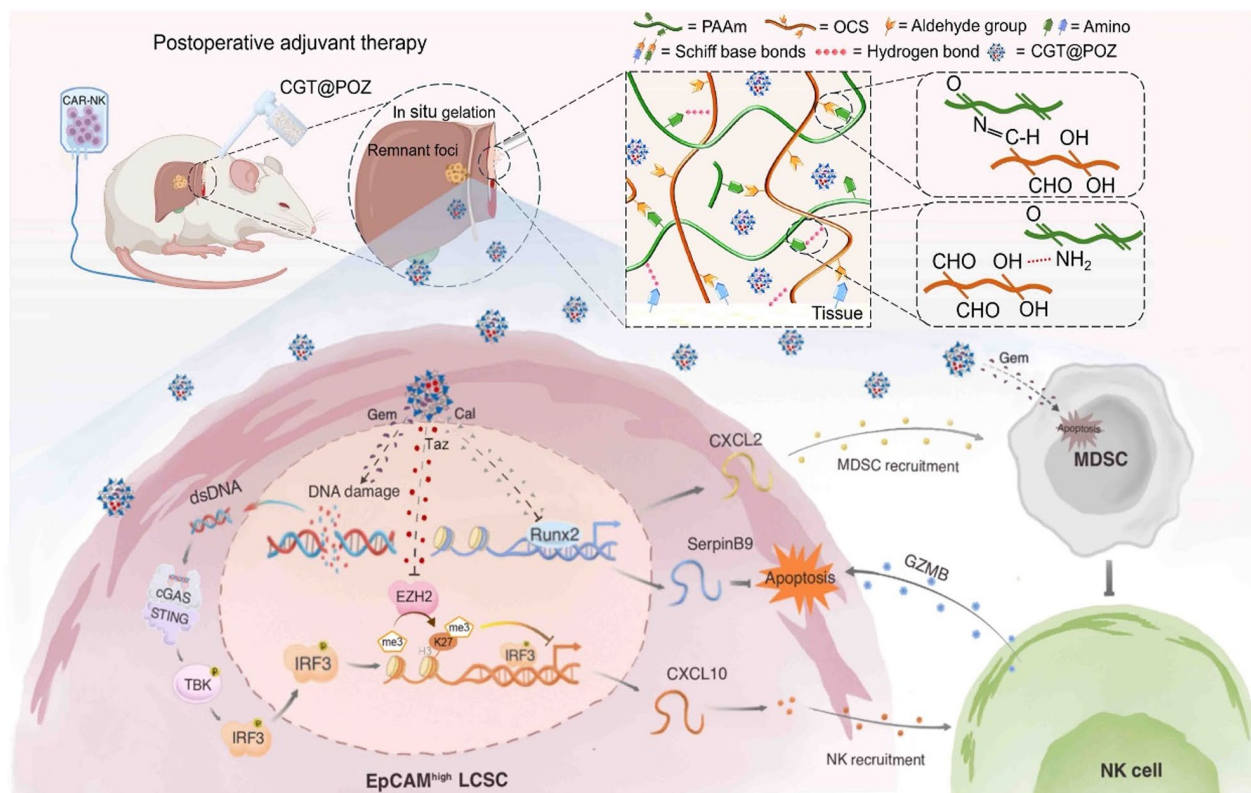 Postoperative adjuvant therapy
CAR-NK
CGT@POZ
In situ gelation
Remnant foci
= PAAm
= OCS
= Aldehyde group
= Amino
= Schiff base bonds
= Hydrogen bond
= CGT@POZ
Tissue
O
N=C-H
OH
CHO OH
O
CHO OH NH2
CHO OH
Gem
Apoptosis
MDSC
Gem
Cal
Taz
CXCL2
MDSC recruitment
dsDNA
DNA damage
Runx2
SerpinB9
Apoptosis
GZMB
cGAS
STING
EZH2
me3
K27
me3
H3
IRF3
P
IRF3
P
TBK
P
IRF3
P
CXCL10
NK recruitment
EpCAMhigh LCSC
NK cell